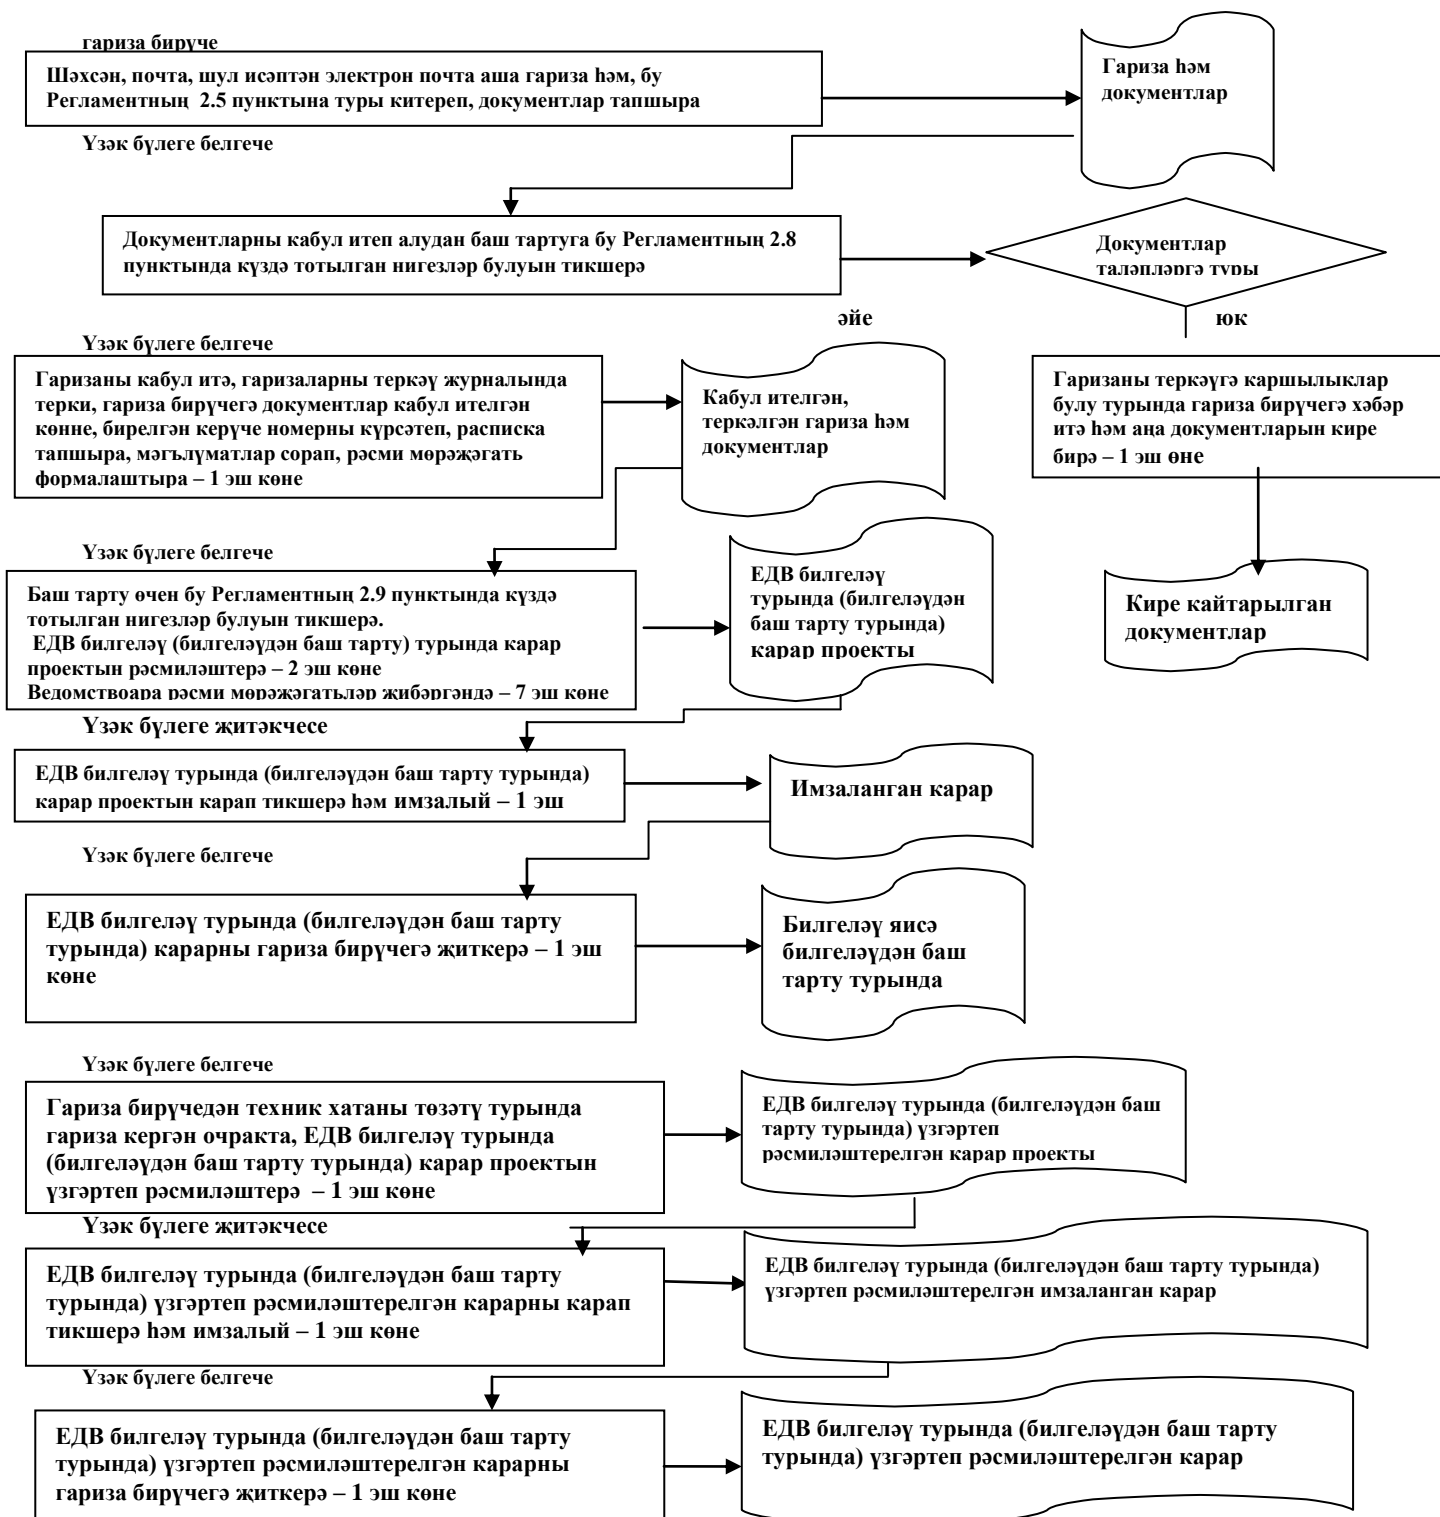 гариза бирүче
Шәхсән, почта, шул исәптән электрон почта аша гариза һәм, бу
Регламентның 2.5 пунктына туры китереп, документлар тапшыра
Гариза һәм
документлар
Үзәк бүлеге белгече
Документларны кабул итеп алудан баш тартуга бу Регламентның 2.8
пунктында күздә тотылган нигезләр булуын тикшерә
Документлар
таләпләргә туры
әйе
юк
Үзәк бүлеге белгече
Гаризаны кабул итә, гаризаларны теркәү журналында
терки, гариза бирүчегә документлар кабул ителгән
көнне, бирелгән керүче номерны күрсәтеп, расписка
тапшыра, мәгълүматлар сорап, рәсми мөрәҗәгать
формалаштыра – 1 эш көне
Кабул ителгән,
теркәлгән гариза һәм
документлар
Гаризаны теркәүгә каршылыклар
булу турында гариза бирүчегә хәбәр
итә һәм аңа документларын кире
бирә – 1 эш өне
Үзәк бүлеге белгече
Баш тарту өчен бу Регламентның 2.9 пунктында күздә
тотылган нигезләр булуын тикшерә.
ЕДВ билгеләү (билгеләүдән баш тарту) турында карар
проектын рәсмиләштерә – 2 эш көне
Ведомствоара рәсми мөрәҗәгатьләр җибәргәндә – 7 эш көне
ЕДВ билгеләү
турында (билгеләүдән
баш тарту турында)
карар проекты
Кире кайтарылган
документлар
Үзәк бүлеге җитәкчесе
ЕДВ билгеләү турында (билгеләүдән баш тарту турында)
карар проектын карап тикшерә һәм имзалый – 1 эш
Имзаланган карар
Үзәк бүлеге белгече
ЕДВ билгеләү турында (билгеләүдән баш тарту
турында) карарны гариза бирүчегә җиткерә – 1 эш
көне
Билгеләү яисә
билгеләүдән баш
тарту турында
Үзәк бүлеге белгече
Гариза бирүчедән техник хатаны төзәтү турында
гариза кергән очракта, ЕДВ билгеләү турында
(билгеләүдән баш тарту турында) карар проектын
үзгәртеп рәсмиләштерә – 1 эш көне
ЕДВ билгеләү турында (билгеләүдән баш
тарту турында) үзгәртеп
рәсмиләштерелгән карар проекты
Үзәк бүлеге җитәкчесе
ЕДВ билгеләү турында (билгеләүдән баш тарту
турында) үзгәртеп рәсмиләштерелгән карарны карап
тикшерә һәм имзалый – 1 эш көне
ЕДВ билгеләү турында (билгеләүдән баш тарту турында)
үзгәртеп рәсмиләштерелгән имзаланган карар
Үзәк бүлеге белгече
ЕДВ билгеләү турында (билгеләүдән баш тарту
турында) үзгәртеп рәсмиләштерелгән карарны
гариза бирүчегә җиткерә – 1 эш көне
ЕДВ билгеләү турында (билгеләүдән баш тарту
турында) үзгәртеп рәсмиләштерелгән карар